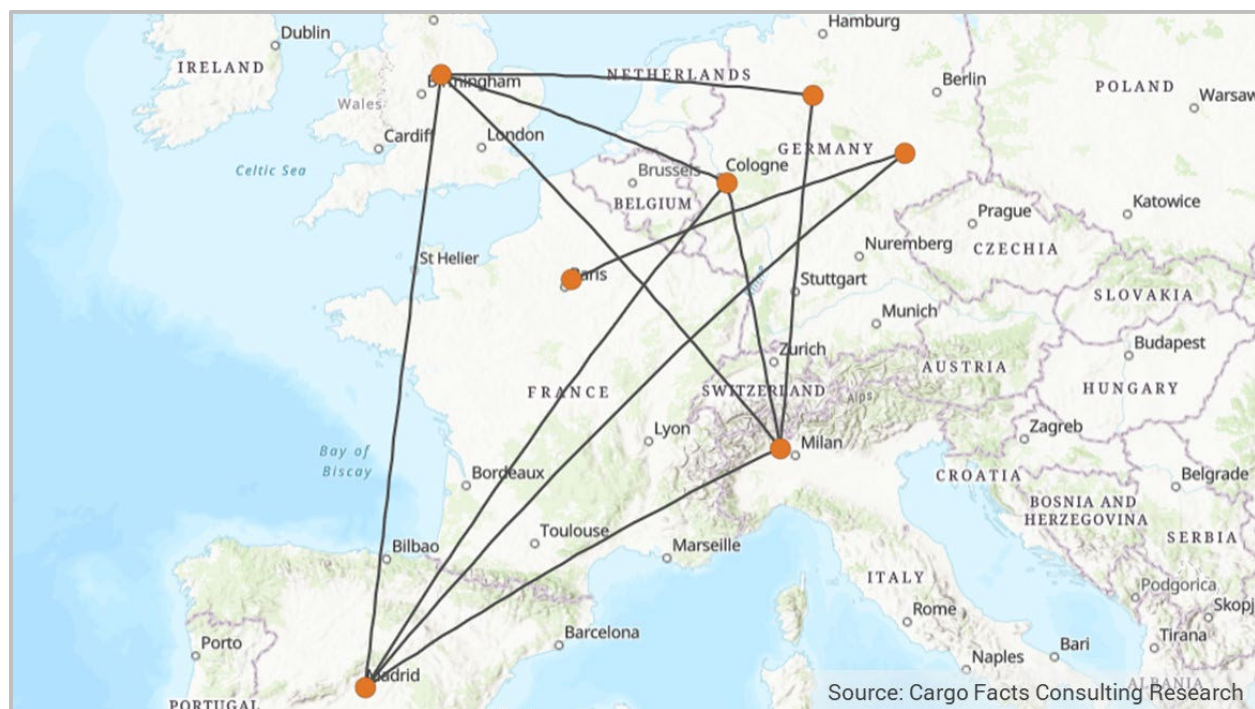 Hamburg
Dublin
IRELAND
NETHERLANDS
Birmingham
Berlin
POLAND
Warsaw
Wales
Cardiff
London
GERMANY
Celtic Sea
Brussels
Cologne
BELGIUM
Katowice
Prague
CZECHIA
Nuremberg
St Helier
Paris
Stuttgart
SLOVAKIA
Munich
Zurich
Budapest
AUSTRIA
FRANCE
SWITZERLAND
Alps
HUNGARY
Lyon
Milan
Zagreb
Bay of
Biscay
Bordeaux
CROATIA
Belgrade
BOSNIA AND
HERZEGOVINA
Toulouse
Bilbao
Marseille
SERBIA
ITALY
Podgorica
Rome
Skopj
Porto
Barcelona
Bari
Tirana
Madrid
Naples
ALBANIA
PORTUGAL
Source: Cargo Facts Consulting Research